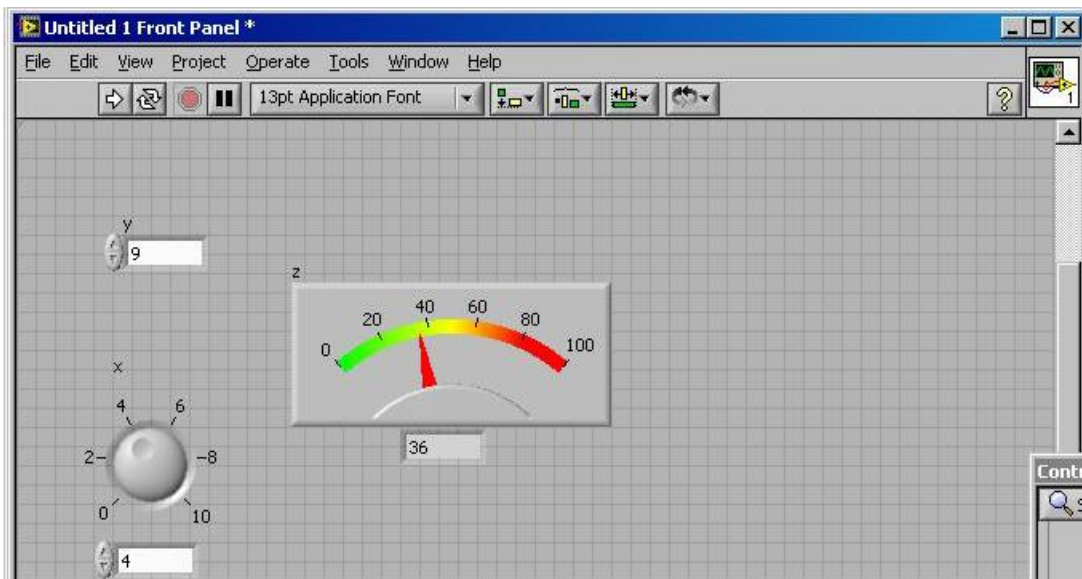 Untitled 1 Front Panel *
File Edit View Project Operate Tools Window Help
13pt Application Font
?
1
y
9
z
0 20 40 60 80 100
36
x
0 2 4 6 8 10
4